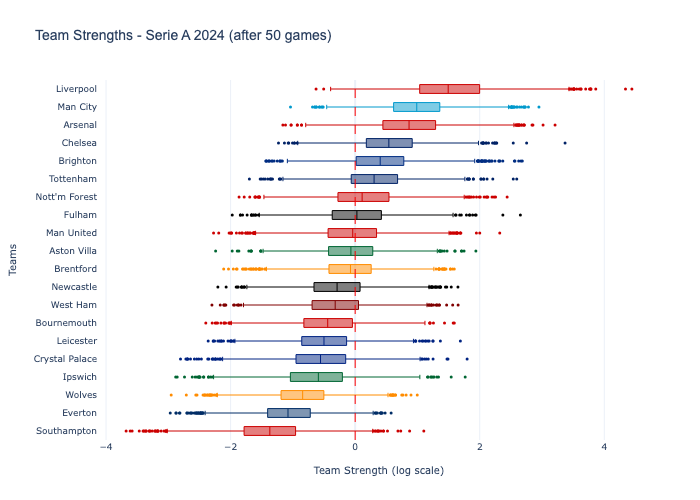 Team Strengths - Serie A 2024 (after 50 games)
Liverpool
Man City
Arsenal
Chelsea
Brighton
Tottenham
Nott'm Forest
Fulham
Man United
Aston Villa
Brentford
Newcastle
West Ham
Bournemouth
Leicester
Crystal Palace
Ipswich
Wolves
Everton
Southampton
Teams
−4
−2
0
2
4
Team Strength (log scale)